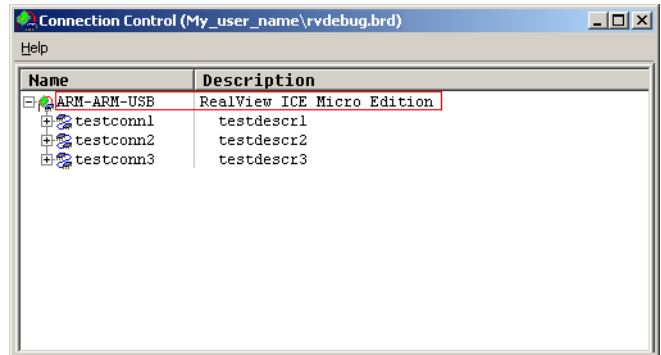 Connection Control (My_user_name\rvdebug.brd)
Help
Name Description
ARM-ARM-USB RealView ICE Micro Edition
testconn1 testdescr1
testconn2 testdescr2
testconn3 testdescr3